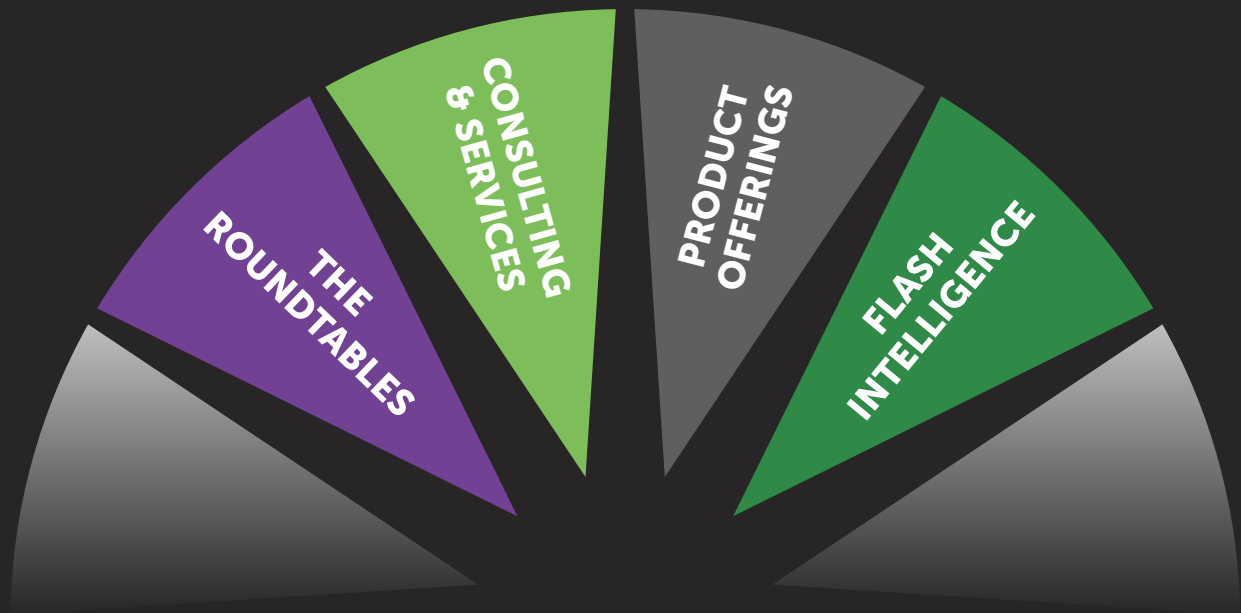 THE
ROUNDTABLES
CONSULTING
& SERVICES
PRODUCT
OFFERINGS
FLASH
INTELLIGENCE